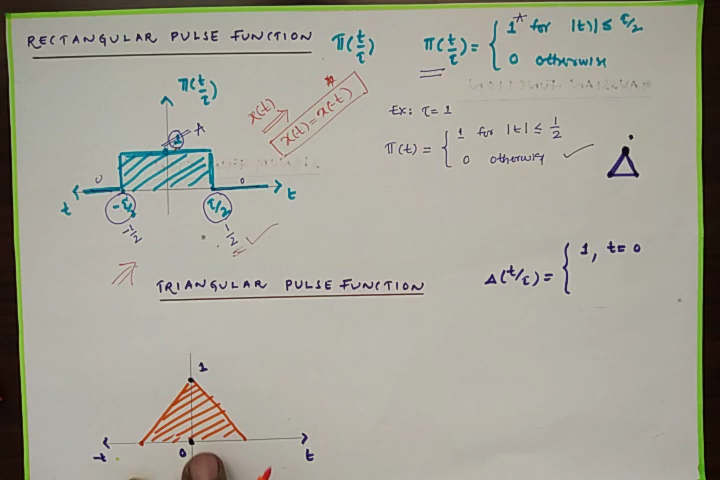 RECTANGULAR PULSE FUNCTION
Π(t/τ)
Π(t/τ) = { 1 A for |t| ≤ τ/2
0 otherwise
Π(t/τ)
x(t)
x(t) = x(-t)
Ex: τ = 1
Π(t) = { 1 for |t| ≤ 1/2
0 otherwise
A
0
0
t
-τ/2
τ/2
t
-1/2
1/2
TRIANGULAR PULSE FUNCTION
Δ(t/τ) = { 1, t = 0
1
-t
0
t